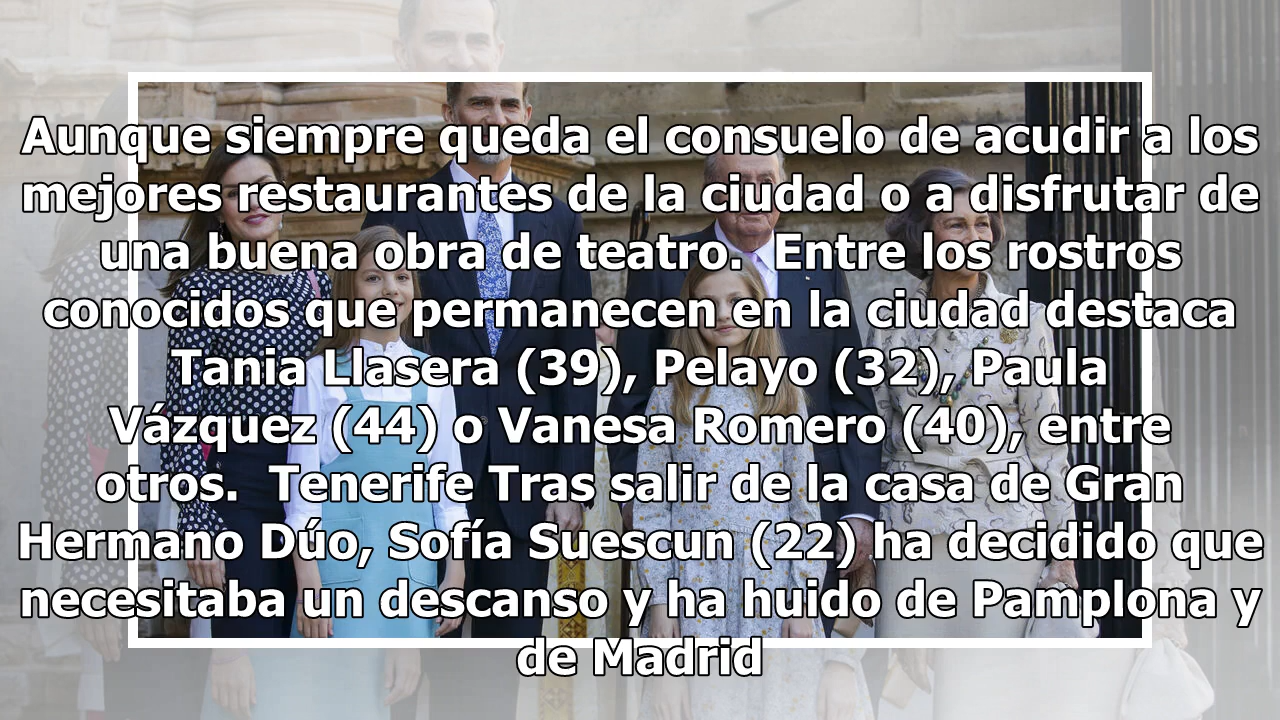 Aunque siempre queda el consuelo de acudir a los
mejores restaurantes de la ciudad o a disfrutar de
una buena obra de teatro.  Entre los rostros
conocidos que permanecen en la ciudad destaca
Tania Llasera (39), Pelayo (32), Paula
Vázquez (44) o Vanesa Romero (40), entre
otros.  Tenerife Tras salir de la casa de Gran
Hermano Dúo, Sofía Suescun (22) ha decidido que
necesitaba un descanso y ha huido de Pamplona y
de Madrid